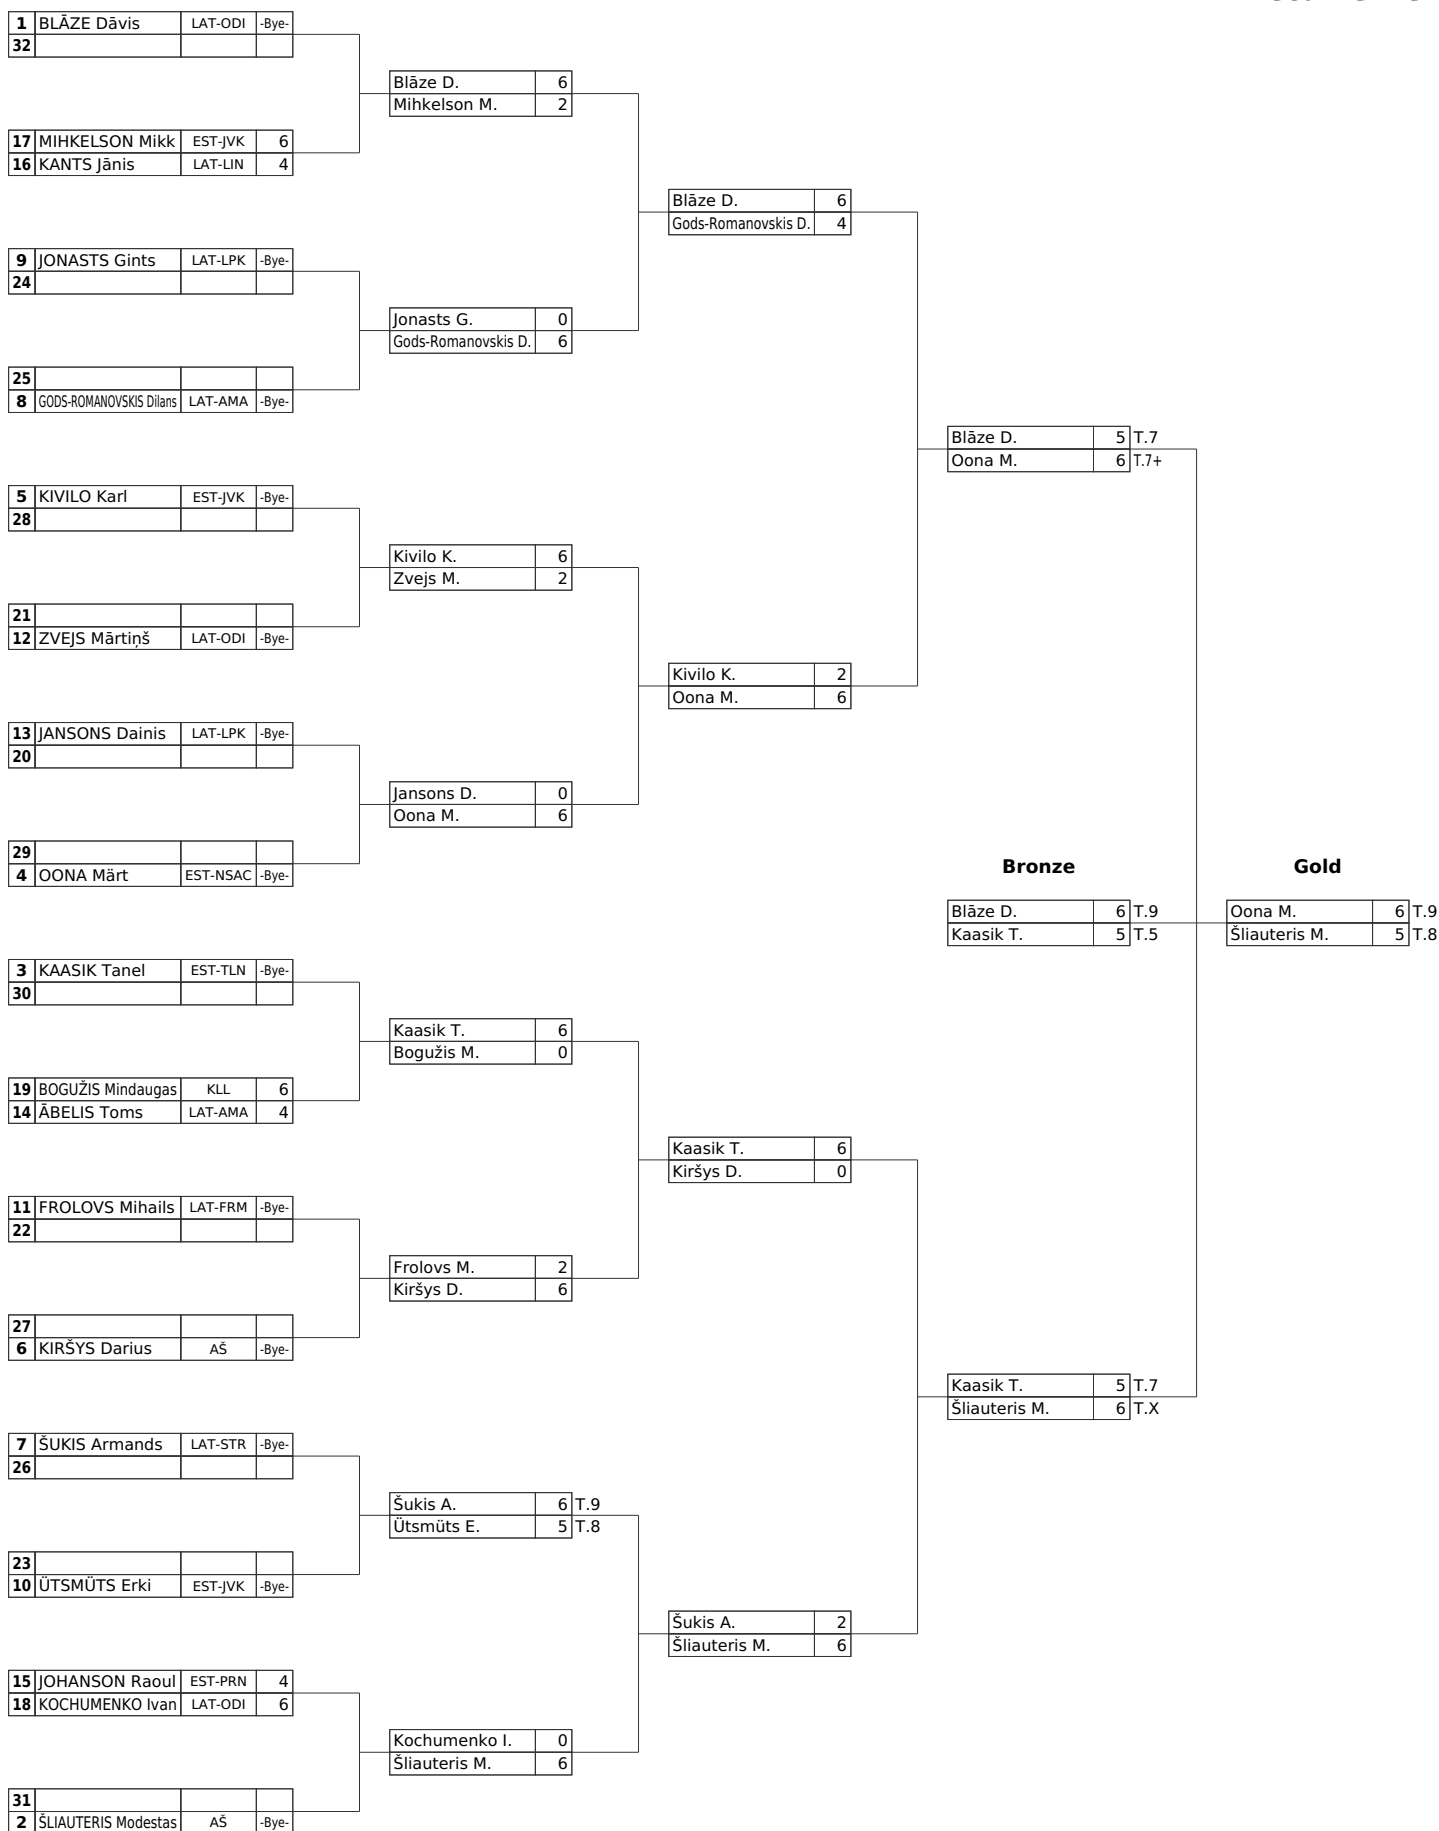 1 BLĀZE Dāvis LAT-ODI -Bye-
32
Blāze D. 6
Mihkelson M. 2
17 MIHKELSON Mikk EST-JVK 6
16 KANTS Jānis LAT-LIN 4
Blāze D. 6
Gods-Romanovskis D. 4
9 JONASTS Gints LAT-LPK -Bye-
24
Jonasts G. 0
Gods-Romanovskis D. 6
25
8 GODS-ROMANOVSKIS Dilans LAT-AMA -Bye-
Blāze D. 5 T.7
Oona M. 6 T.7+
5 KIVILO Karl EST-JVK -Bye-
28
Kivilo K. 6
Zvejs M. 2
21
12 ZVEJS Mārtiņš LAT-ODI -Bye-
Kivilo K. 2
Oona M. 6
13 JANSONS Dainis LAT-LPK -Bye-
20
Jansons D. 0
Oona M. 6
29
4 OONA Märt EST-NSAC -Bye-
Bronze Gold
Blāze D. 6 T.9 Oona M. 6 T.9
Kaasik T. 5 T.5 Šliauteris M. 5 T.8
3 KAASIK Tanel EST-TLN -Bye-
30
Kaasik T. 6
Bogužis M. 0
19 BOGUŽIS Mindaugas KLL 6
14 ĀBELIS Toms LAT-AMA 4
Kaasik T. 6
Kiršys D. 0
11 FROLOVS Mihails LAT-FRM -Bye-
22
Frolovs M. 2
Kiršys D. 6
27
6 KIRŠYS Darius AŠ -Bye-
Kaasik T. 5 T.7
Šliauteris M. 6 T.X
7 ŠUKIS Armands LAT-STR -Bye-
26
Šukis A. 6 T.9
Ütsmüts E. 5 T.8
23
10 ÜTSMÜTS Erki EST-JVK -Bye-
Šukis A. 2
Šliauteris M. 6
15 JOHANSON Raoul EST-PRN 4
18 KOCHUMENKO Ivan LAT-ODI 6
Kochumenko I. 0
Šliauteris M. 6
31
2 ŠLIAUTERIS Modestas AŠ -Bye-